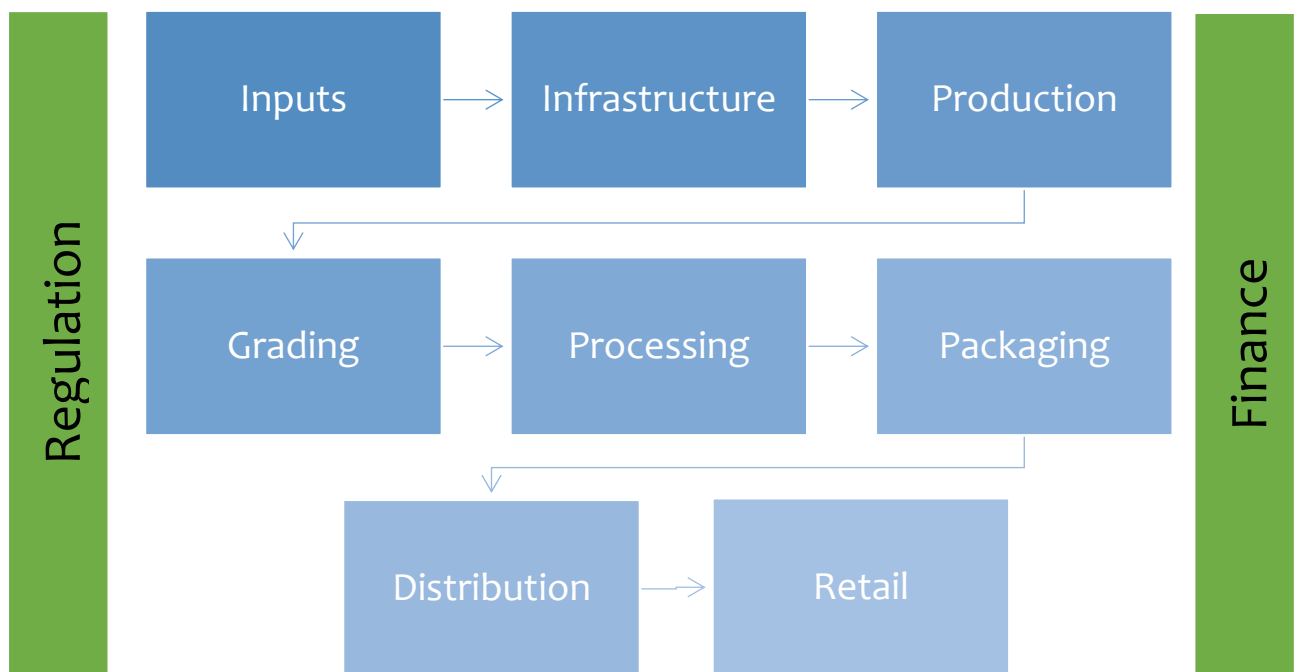 Regulation
Inputs
Infrastructure
Production
Grading
Processing
Packaging
Distribution
Retail
Finance